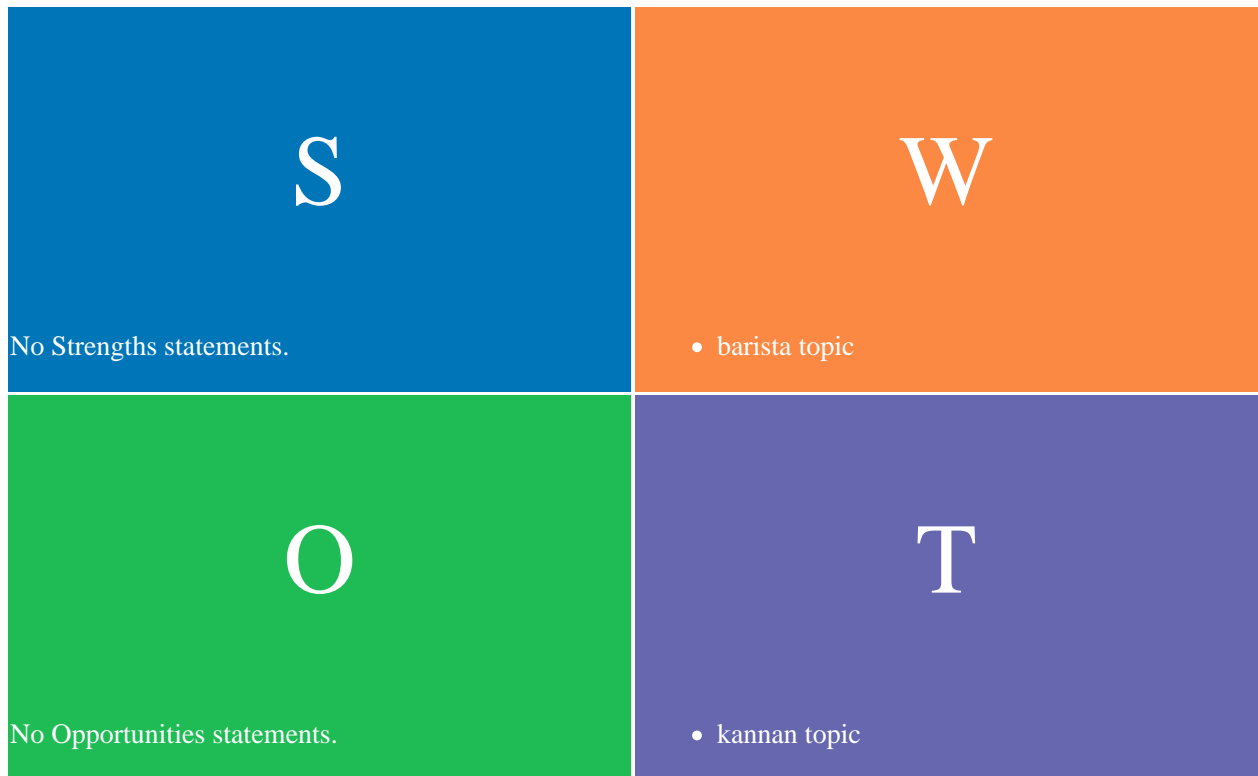 S
No Strengths statements.
W
• barista topic
O
No Opportunities statements.
T
• kannan topic